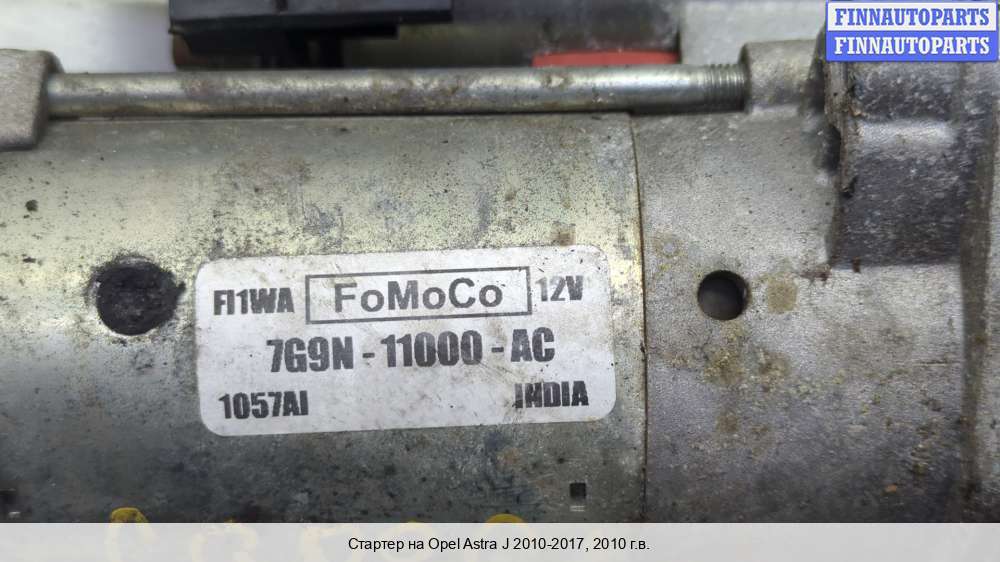 FINNAUTOPARTS
FINNAUTOPARTS
FI1WA FoMoCo 12V
7G9N - 11000 - AC
1057AI INDIA
Стартер на Opel Astra J 2010-2017, 2010 г.в.